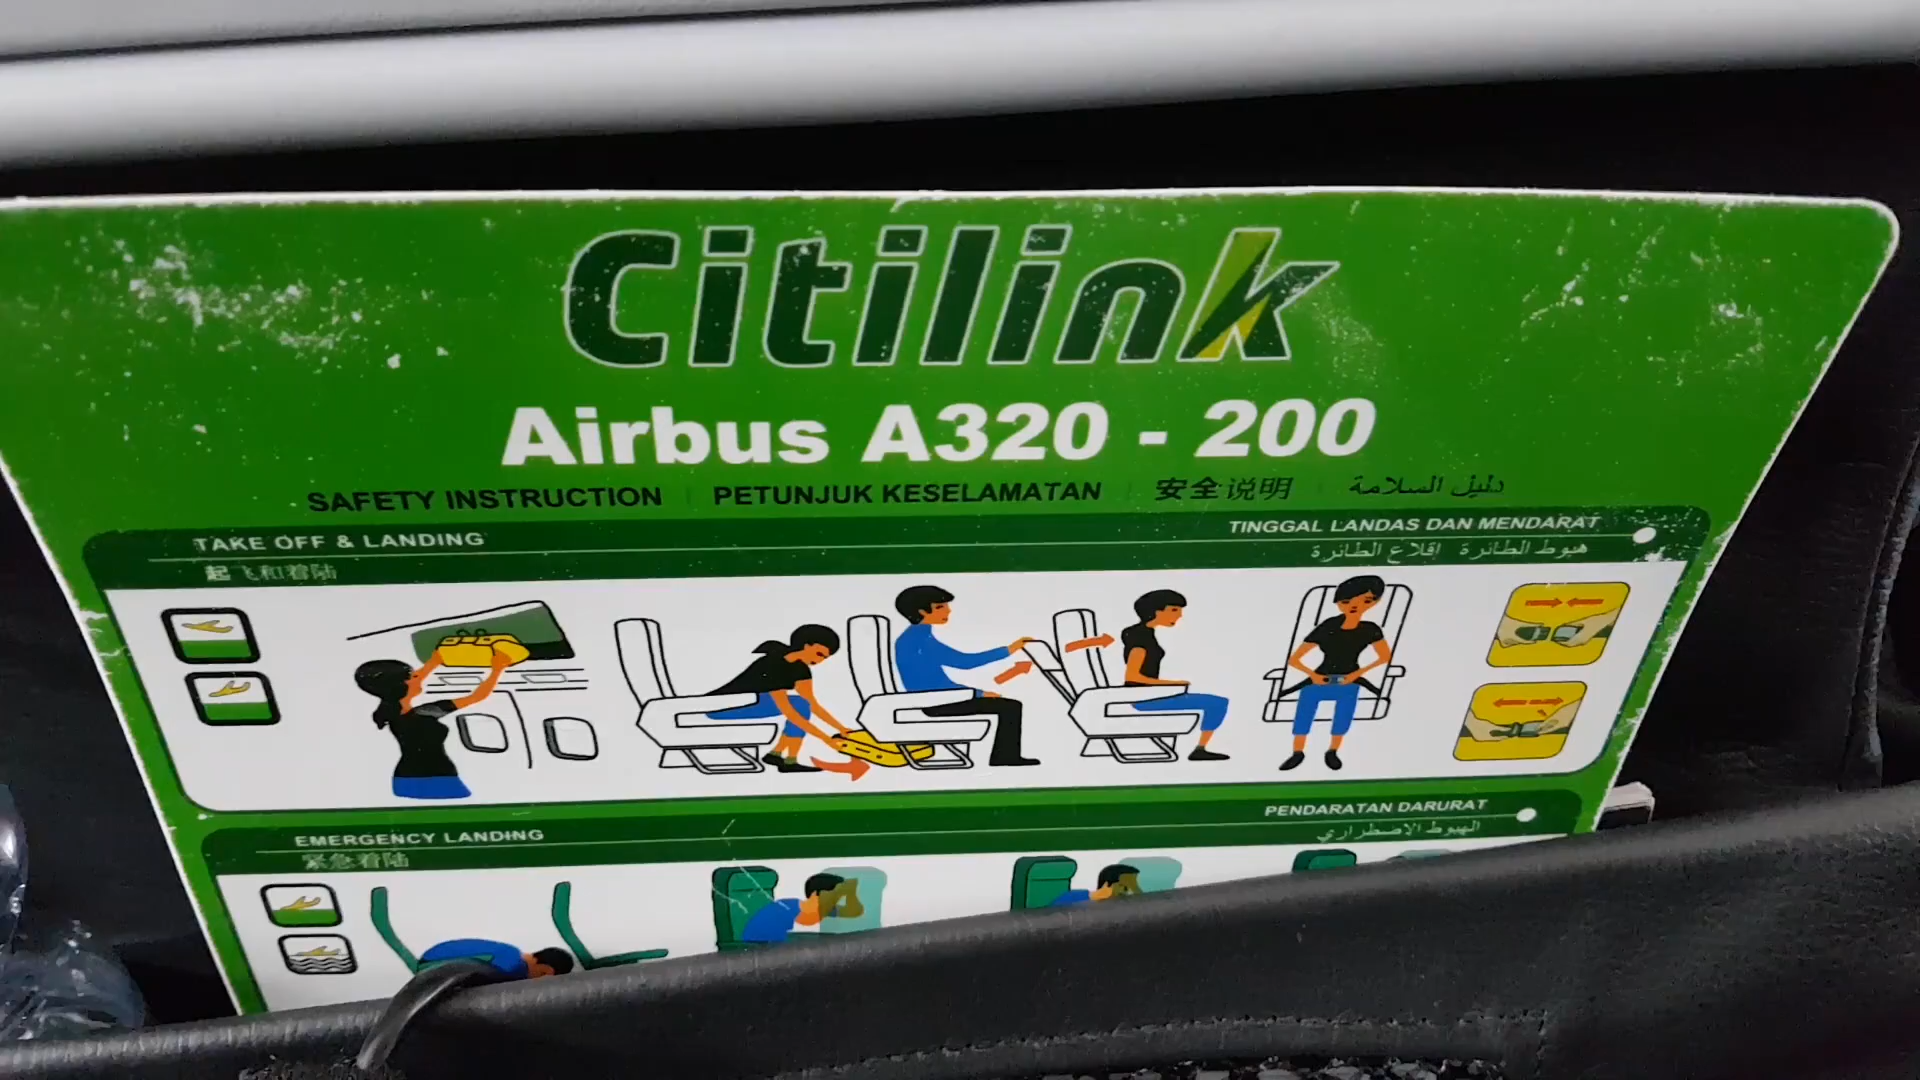 Citilink
Airbus A320 - 200
SAFETY INSTRUCTION | PETUNJUK KESELAMATAN | 安全说明 | دليل السلامة
TAKE OFF & LANDING
起飞和着陆
TINGGAL LANDAS DAN MENDARAT
هبوط الطائرة إقلاع الطائرة
EMERGENCY LANDING
紧急着陆
PENDARATAN DARURAT
الهبوط الاضطراري